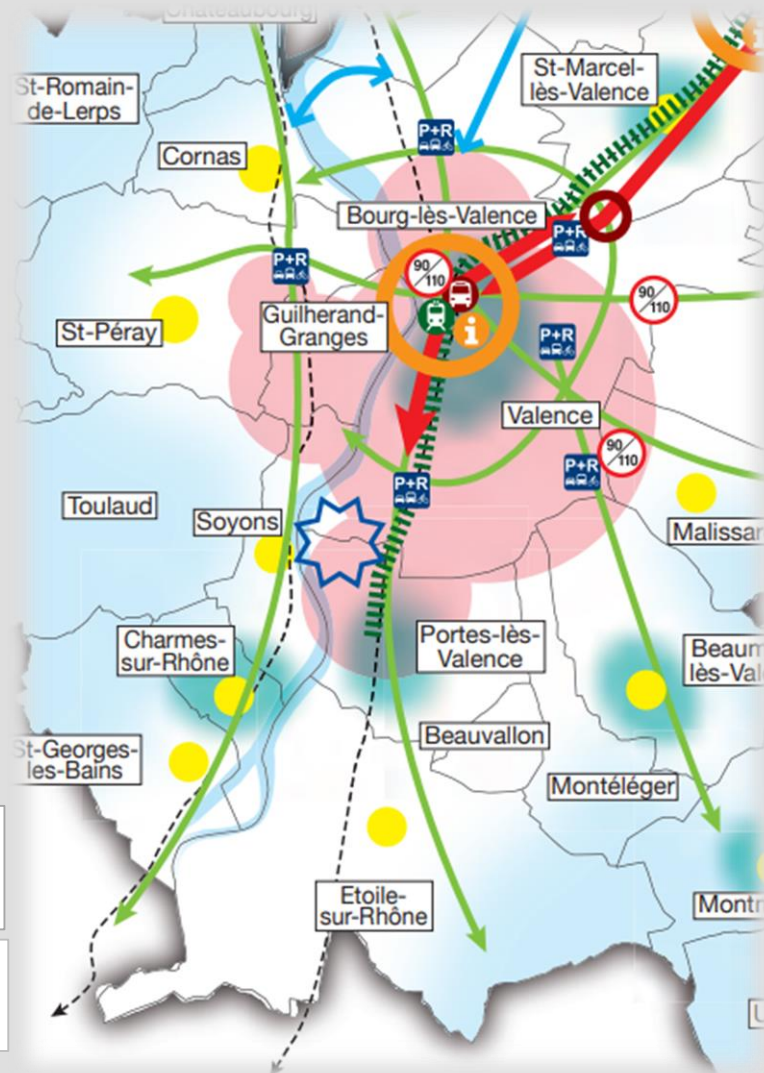 Châteaubourg
St-Romain-
de-Lerps
St-Marcel-
lès-Valence
P+R
Cornas
Bourg-lès-Valence
P+R
P+R
90
110
90
110
i
Guilherand-
Granges
St-Péray
P+R
Valence
90
110
P+R
P+R
Toulaud
Soyons
Malissar
Charmes-
sur-Rhône
Portes-lès-
Valence
Beaum
lès-Val
St-Georges-
les-Bains
Beauvallon
Montéléger
Etoile-
sur-Rhône
Montm